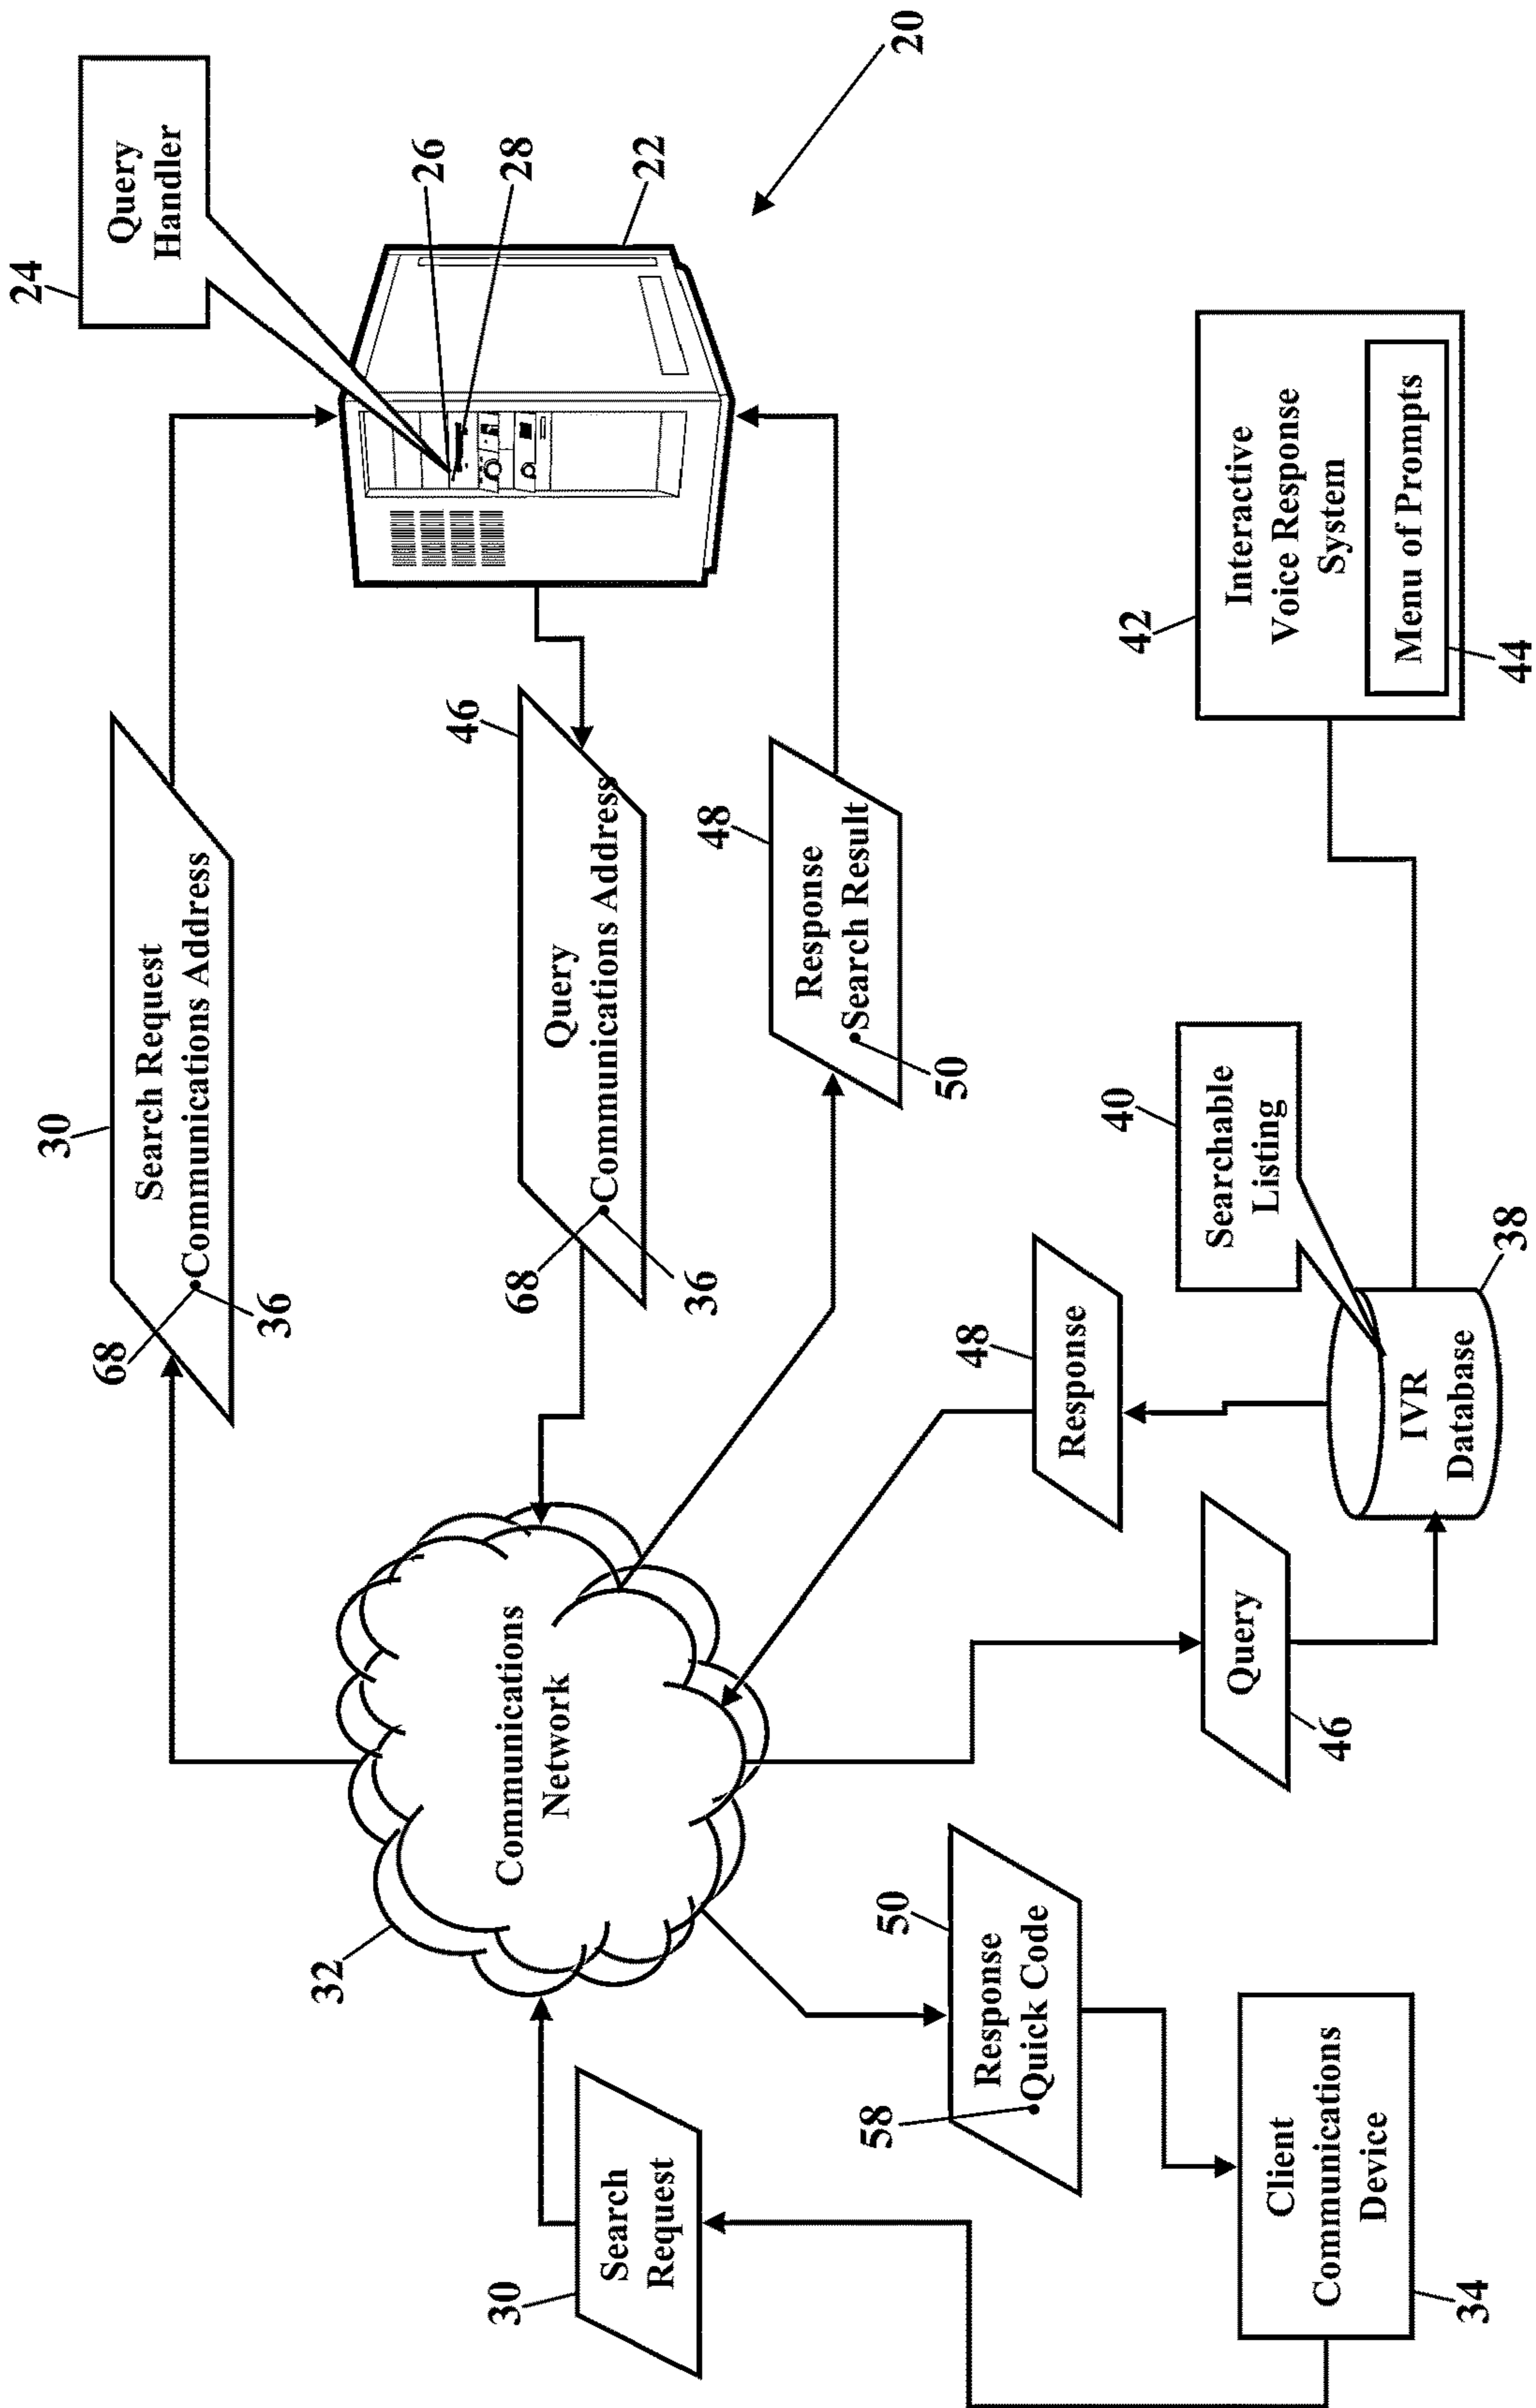 24
Query
Handler
26
28
22
20
30
Search Request
Communications Address
68
36
46
Query
Communications Address
68
36
48
Response
Search Result
50
32
Communications
Network
30
Search
Request
50
Response
Quick Code
58
34
Client
Communications
Device
48
Response
Query
46
40
Searchable
Listing
IVR
Database
38
42
Interactive
Voice Response
System
Menu of Prompts
44